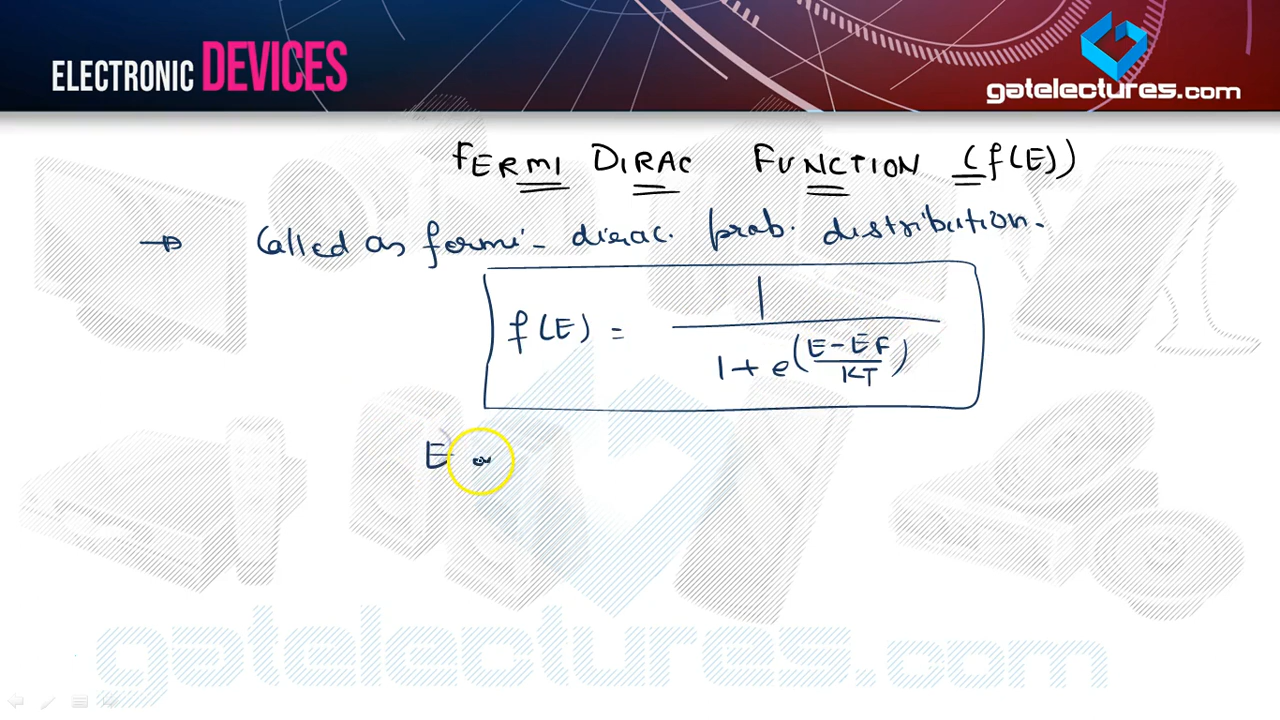 ELECTRONIC DEVICES
gatelectures.com
FERMI DIRAC FUNCTION (f(E))
→ Called as fermi- dirac. prob. distribution.
f(E) = 1 / 1 + e^((E - EF) / KT)
E
gatelectures.com